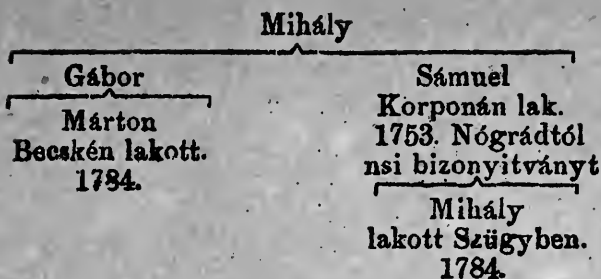 Mihály
Gábor
Márton
Becskén lakott.
1784.
Sámuel
Korponán lak.
1753. Nógrádtól
nsi bizonyitványt
Mihály
lakott Szügyben.
1784.